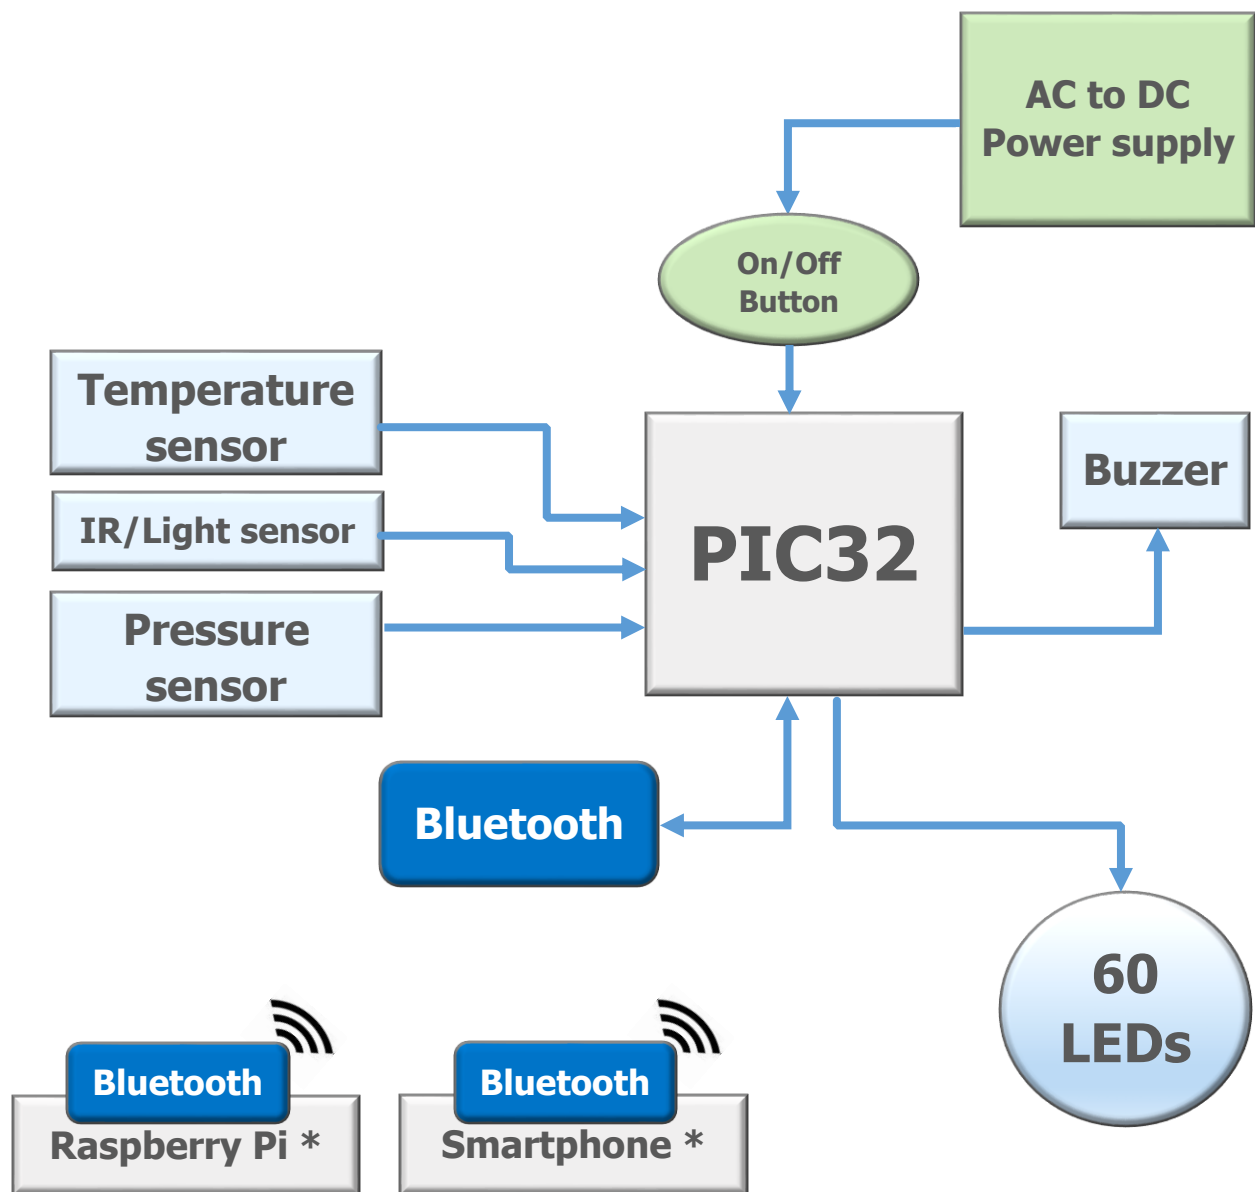 AC to DC
Power supply
On/Off
Button
Temperature
sensor
IR/Light sensor
Pressure
sensor
PIC32
Buzzer
Bluetooth
60
LEDs
Bluetooth
Raspberry Pi *
Bluetooth
Smartphone *